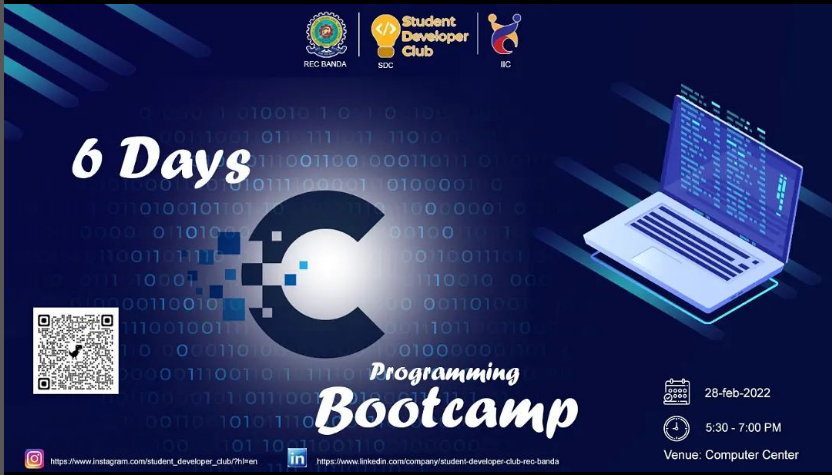 Student
Developer
Club
REC BANDA
SDC
IIC
6 Days
C
Programming
Bootcamp
28-feb-2022
5:30 - 7:00 PM
Venue: Computer Center
https://www.instagram.com/student_developer_club/?hl=en
in
https://www.linkedin.com/company/student-developer-club-rec-banda